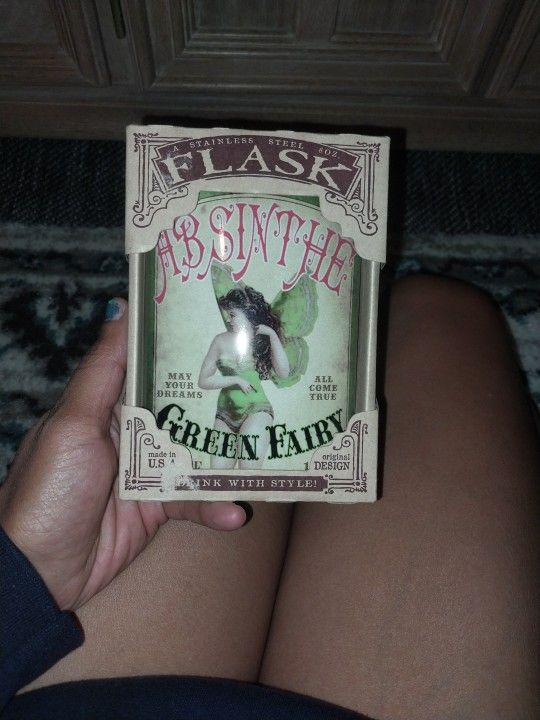 A STAINLESS STEEL 8OZ.
FLASK
ABSINTHE
MAY
YOUR
DREAMS
ALL
COME
TRUE
GREEN FAIRY
made in
U.S.A
original
DESIGN
DRINK WITH STYLE!